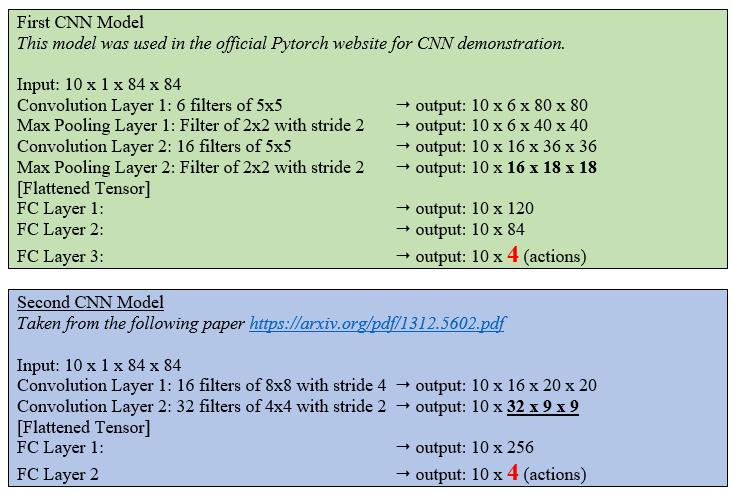 First CNN Model
This model was used in the official Pytorch website for CNN demonstration.
Input: 10 x 1 x 84 x 84
Convolution Layer 1: 6 filters of 5x5 → output: 10 x 6 x 80 x 80
Max Pooling Layer 1: Filter of 2x2 with stride 2 → output: 10 x 6 x 40 x 40
Convolution Layer 2: 16 filters of 5x5 → output: 10 x 16 x 36 x 36
Max Pooling Layer 2: Filter of 2x2 with stride 2 → output: 10 x 16 x 18 x 18
[Flattened Tensor]
FC Layer 1: → output: 10 x 120
FC Layer 2: → output: 10 x 84
FC Layer 3: → output: 10 x 4 (actions)
Second CNN Model
Taken from the following paper https://arxiv.org/pdf/1312.5602.pdf
Input: 10 x 1 x 84 x 84
Convolution Layer 1: 16 filters of 8x8 with stride 4 → output: 10 x 16 x 20 x 20
Convolution Layer 2: 32 filters of 4x4 with stride 2 → output: 10 x 32 x 9 x 9
[Flattened Tensor]
FC Layer 1: → output: 10 x 256
FC Layer 2 → output: 10 x 4 (actions)